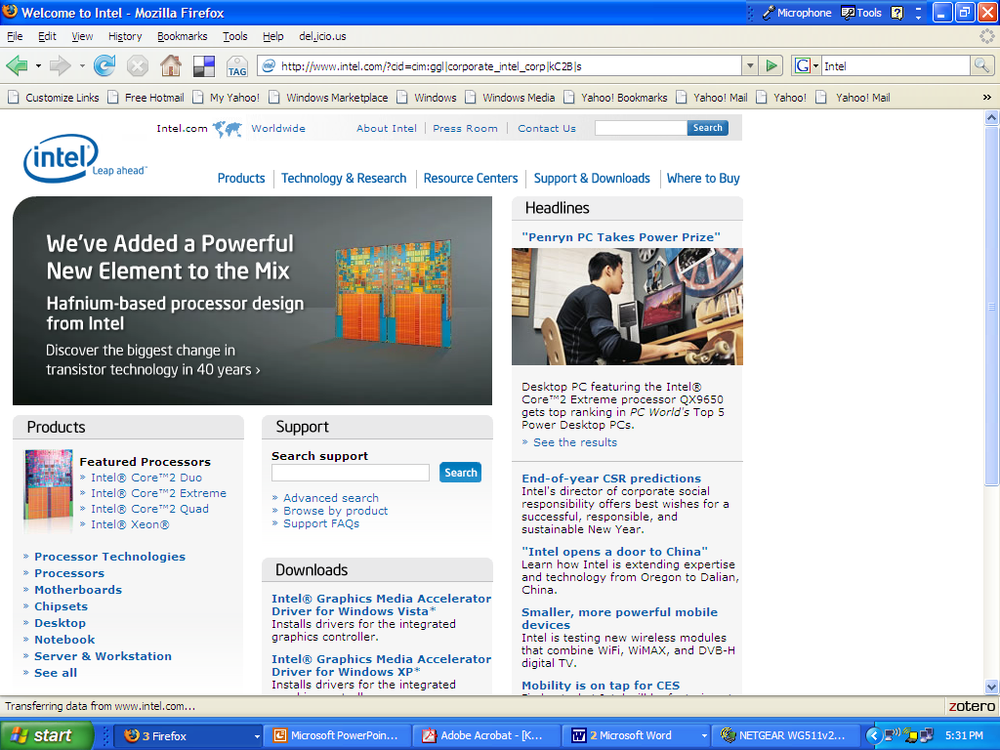 Welcome to Intel - Mozilla Firefox
Microphone
Tools
?
File Edit View History Bookmarks Tools Help del.icio.us
TAG
http://www.intel.com/?cid=cim:ggl|corporate_intel_corp|kC2B|s
G
Intel
Customize Links
Free Hotmail
My Yahoo!
Windows Marketplace
Windows
Windows Media
Yahoo! Bookmarks
Yahoo! Mail
Yahoo!
Yahoo! Mail
»
Intel.com
Worldwide
About Intel | Press Room | Contact Us
Search
intel
Leap ahead™
Products | Technology & Research | Resource Centers | Support & Downloads | Where to Buy
We've Added a Powerful
New Element to the Mix
Hafnium-based processor design
from Intel
Discover the biggest change in
transistor technology in 40 years ›
Products
Featured Processors
» Intel® Core™2 Duo
» Intel® Core™2 Extreme
» Intel® Core™2 Quad
» Intel® Xeon®
» Processor Technologies
» Processors
» Motherboards
» Chipsets
» Desktop
» Notebook
» Server & Workstation
» See all
Support
Search support
Search
» Advanced search
» Browse by product
» Support FAQs
Downloads
Intel® Graphics Media Accelerator
Driver for Windows Vista*
Installs drivers for the integrated
graphics controller.
Intel® Graphics Media Accelerator
Driver for Windows XP*
Installs drivers for the integrated
Headlines
"Penryn PC Takes Power Prize"
Desktop PC featuring the Intel®
Core™2 Extreme processor QX9650
gets top ranking in PC World's Top 5
Power Desktop PCs.
» See the results
End-of-year CSR predictions
Intel's director of corporate social
responsibility offers best wishes for a
successful, responsible, and
sustainable New Year.
"Intel opens a door to China"
Learn how Intel is extending expertise
and technology from Oregon to Dalian,
China.
Smaller, more powerful mobile
devices
Intel is testing new wireless modules
that combine WiFi, WiMAX, and DVB-H
digital TV.
Mobility is on tap for CES
Transferring data from www.intel.com...
zotero
start
3 Firefox
Microsoft PowerPoin...
Adobe Acrobat - [K...
2 Microsoft Word
NETGEAR WG511v2...
5:31 PM